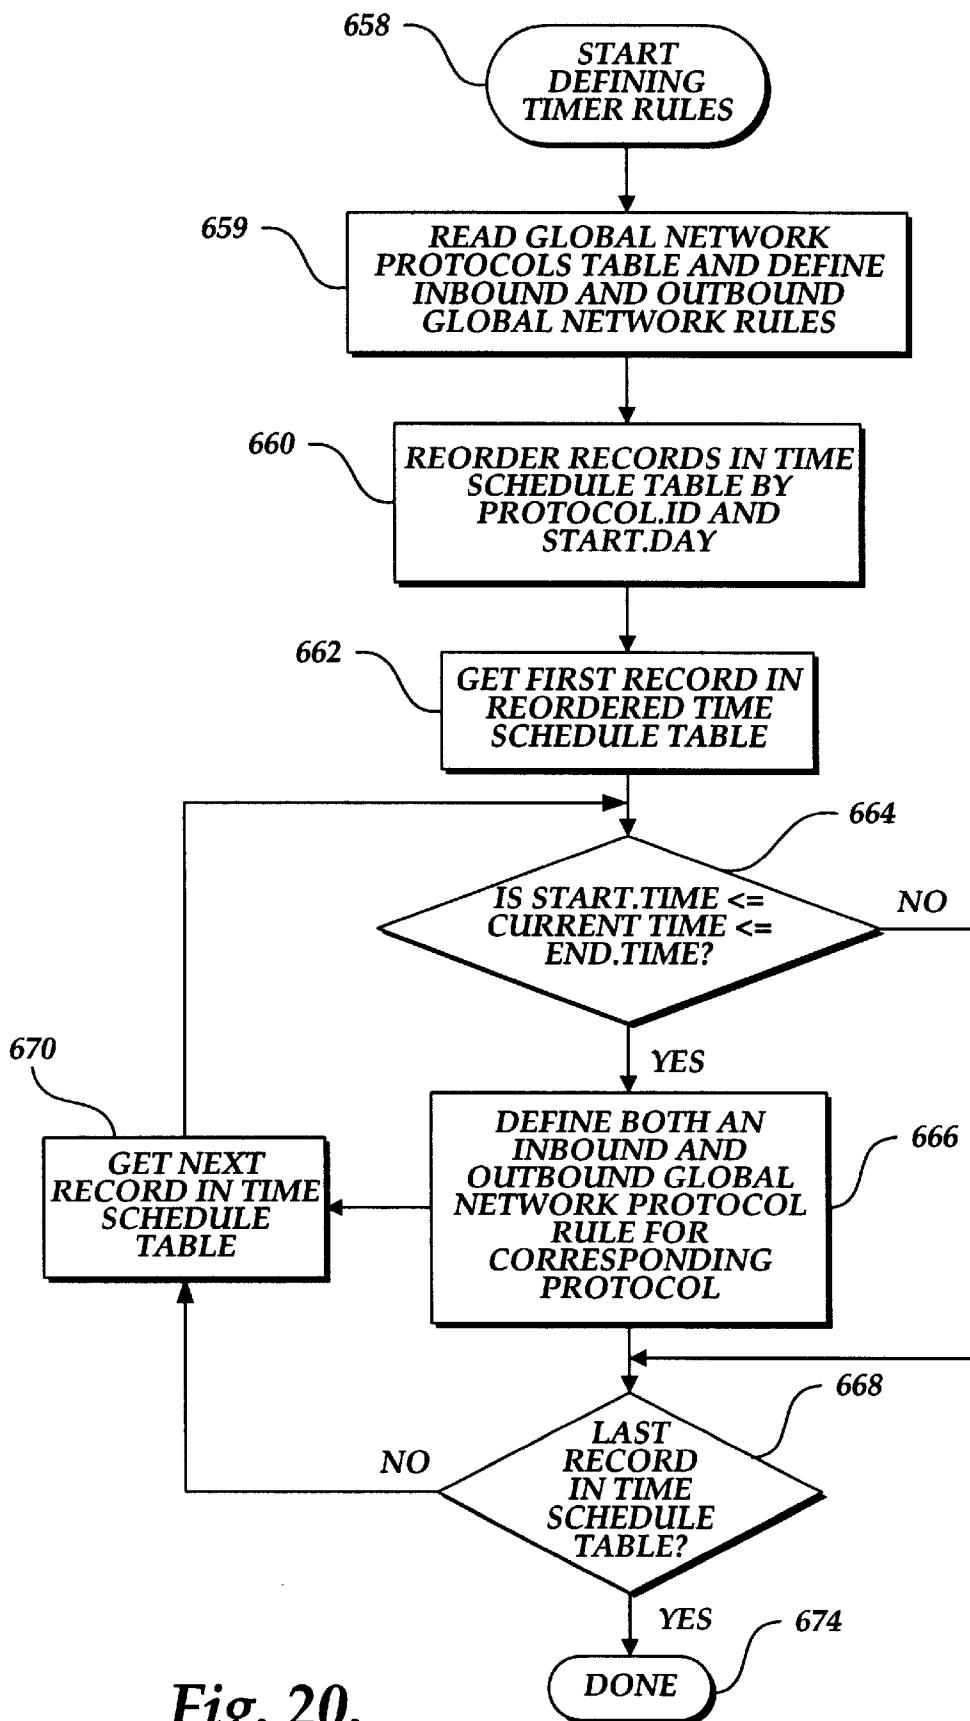 658
START
DEFINING
TIMER RULES
659
READ GLOBAL NETWORK
PROTOCOLS TABLE AND DEFINE
INBOUND AND OUTBOUND
GLOBAL NETWORK RULES
660
REORDER RECORDS IN TIME
SCHEDULE TABLE BY
PROTOCOL.ID AND
START.DAY
662
GET FIRST RECORD IN
REORDERED TIME
SCHEDULE TABLE
664
IS START.TIME <=
CURRENT TIME <=
END.TIME?
NO
YES
670
GET NEXT
RECORD IN TIME
SCHEDULE
TABLE
666
DEFINE BOTH AN
INBOUND AND
OUTBOUND GLOBAL
NETWORK PROTOCOL
RULE FOR
CORRESPONDING
PROTOCOL
668
LAST
RECORD
IN TIME
SCHEDULE
TABLE?
NO
YES
674
DONE
Fig. 20.